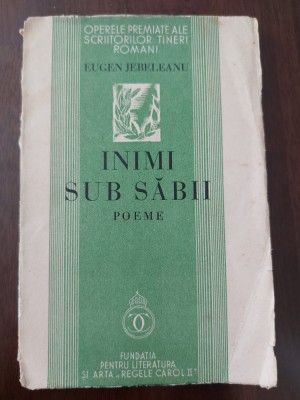 OPERELE PREMIATE ALE
SCRIITORILOR TINERI
ROMANI
EUGEN JEBELEANU
INIMI
SUB SĂBII
POEME
FUNDAȚIA
PENTRU LITERATURA
ȘI ARTA „REGELE CAROL II"